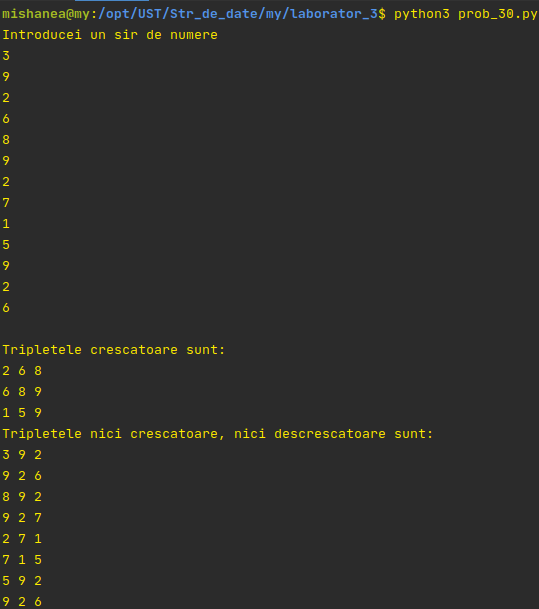 mishanea@my:/opt/UST/Str_de_date/my/laborator_3$ python3 prob_30.py
Introducei un sir de numere
3
9
2
6
8
9
2
7
1
5
9
2
6
Tripletele crescatoare sunt:
2 6 8
6 8 9
1 5 9
Tripletele nici crescatoare, nici descrescatoare sunt:
3 9 2
9 2 6
8 9 2
9 2 7
2 7 1
7 1 5
5 9 2
9 2 6